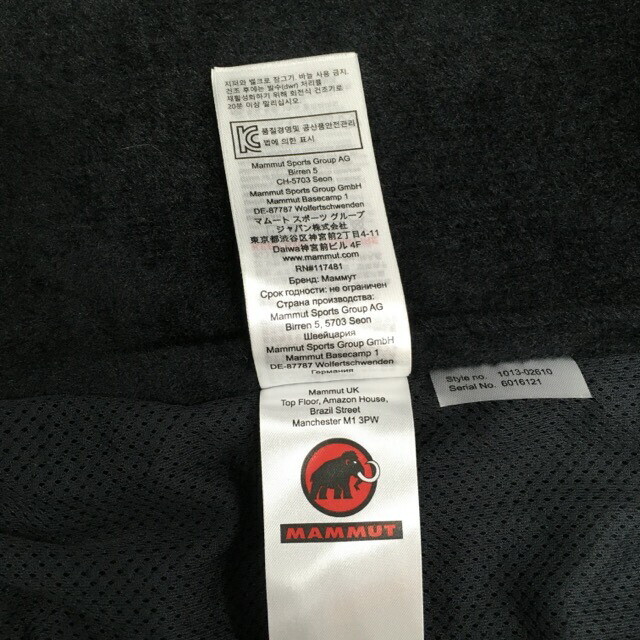 지퍼와 벨크로 잠그기 바늘 사용 금지.
건조 후에는 발수(dwr) 처리를
재활성화하기 위해 회전식 건조기로
20분 이상 말리십시오.
품질경영및 공산품안전관리
법에 의한 표시
Mammut Sports Group AG
Birren 5
CH-5703 Seon
Mammut Sports Group GmbH
Mammut Basecamp 1
DE-87787 Wolfertschwenden
マムート スポーツ グループ
ジャパン株式会社
東京都渋谷区神宮前2丁目4-11
Daiwa神宮前ビル 4F
www.mammut.com
RN#117481
Бренд: Маммут
Срок годности: не ограничен
Страна производства:
Mammut Sports Group AG
Birren 5, 5703 Seon
Швейцария
Mammut Sports Group GmbH
Mammut Basecamp 1
DE-87787 Wolfertschwenden
Германия
Mammut UK
Top Floor, Amazon House,
Brazil Street
Manchester M1 3PW
MAMMUT
Style no. 1013-02610
Serial No. 6016121